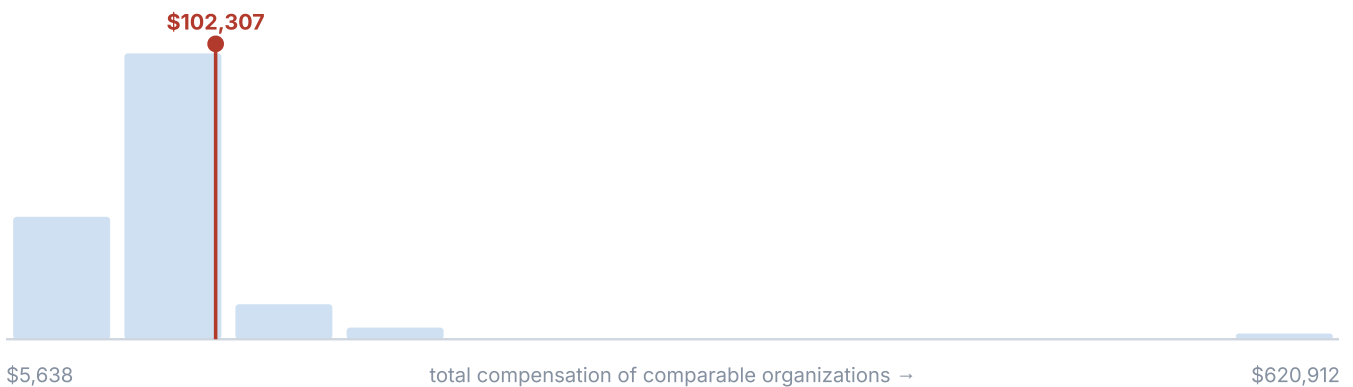 $102,307
$5,638 total compensation of comparable organizations → $620,912